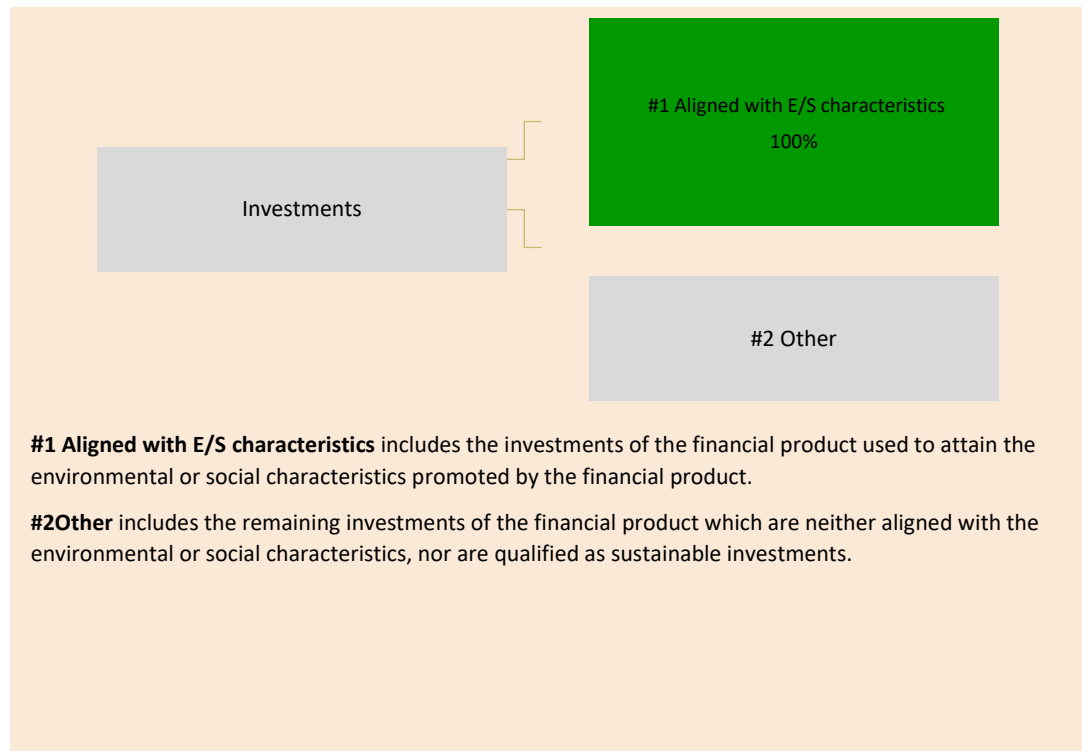 #1 Aligned with E/S characteristics
100%
Investments
#2 Other
#1 Aligned with E/S characteristics includes the investments of the financial product used to attain the
environmental or social characteristics promoted by the financial product.
#2Other includes the remaining investments of the financial product which are neither aligned with the
environmental or social characteristics, nor are qualified as sustainable investments.